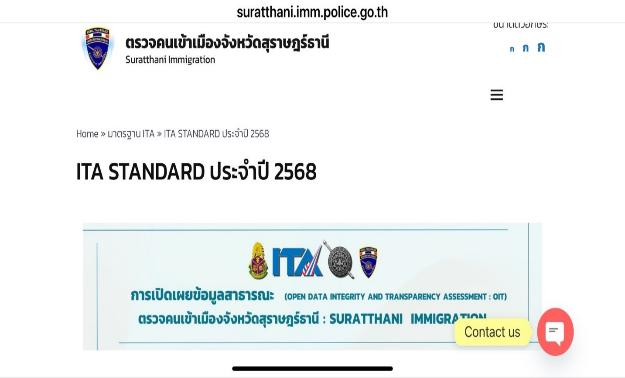 suratthani.imm.police.go.th
ขนาดตัวอักษร:
ตรวจคนเข้าเมืองจังหวัดสุราษฎร์ธานี
Suratthani Immigration
ก ก ก
Home » มาตรฐาน ITA » ITA STANDARD ประจำปี 2568
ITA STANDARD ประจำปี 2568
ITA
การเปิดเผยข้อมูลสาธารณะ (OPEN DATA INTEGRITY AND TRANSPARENCY ASSESSMENT : OIT)
ตรวจคนเข้าเมืองจังหวัดสุราษฎร์ธานี : SURATTHANI IMMIGRATION
Contact us